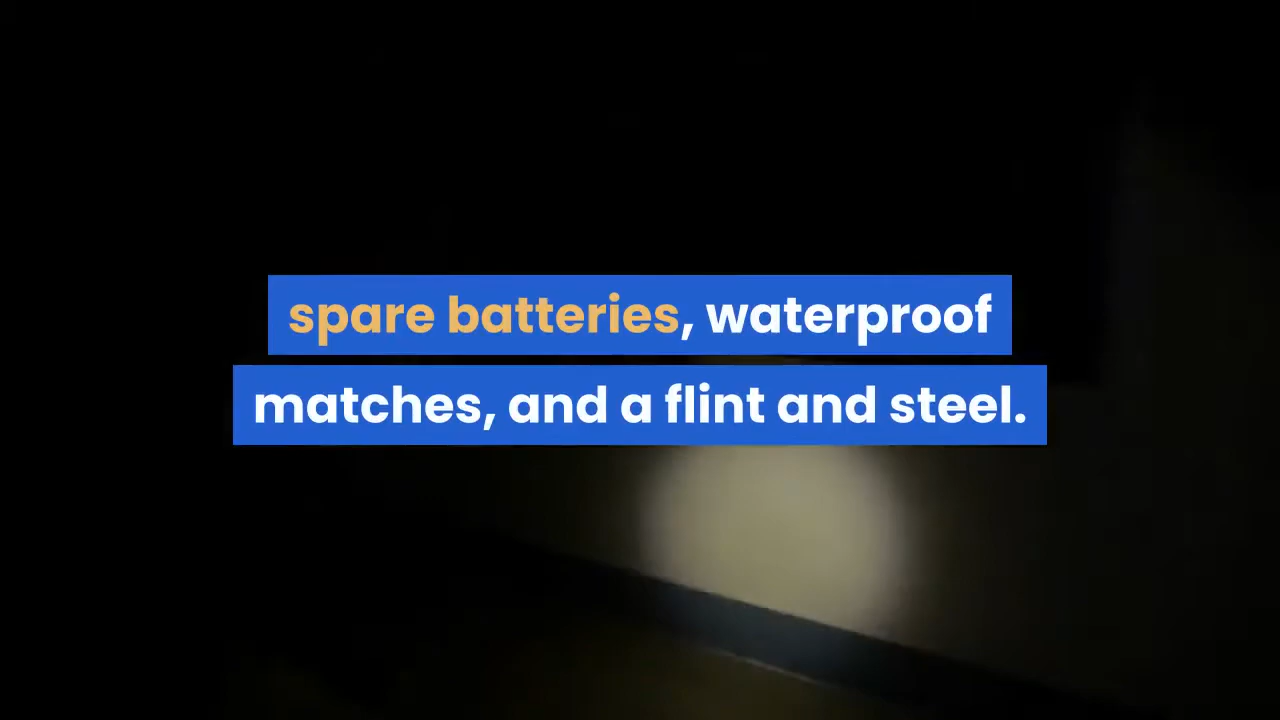 spare batteries, waterproof
matches, and a flint and steel.